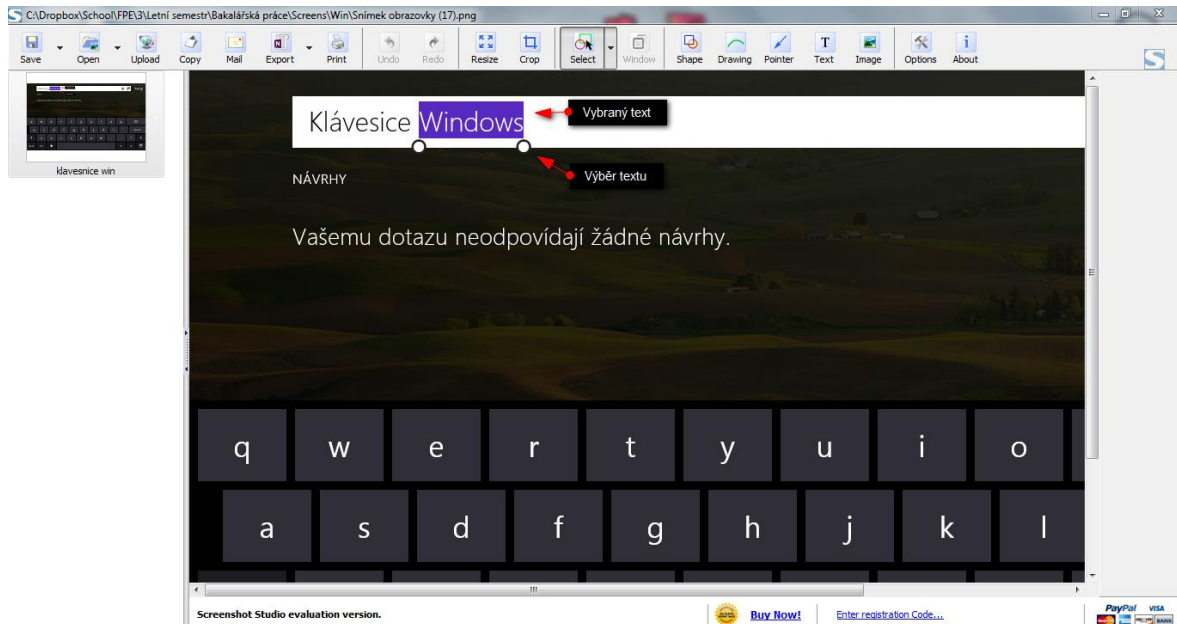 C:\Dropbox\School\FPE\3\Letní semestr\Bakalářská práce\Screens\Win\Snímek obrazovky (17).png
Save Open Upload Copy Mail Export Print Undo Redo Resize Crop Select Window Shape Drawing Pointer Text Image Options About
klavesnice win
Klávesice Windows
Vybraný text
Výběr textu
NÁVRHY
Vašemu dotazu neodpovídají žádné návrhy.
q w e r t y u i o
a s d f g h j k l
Screenshot Studio evaluation version.
Buy Now!
Enter registration Code...
PayPal VISA
BANK